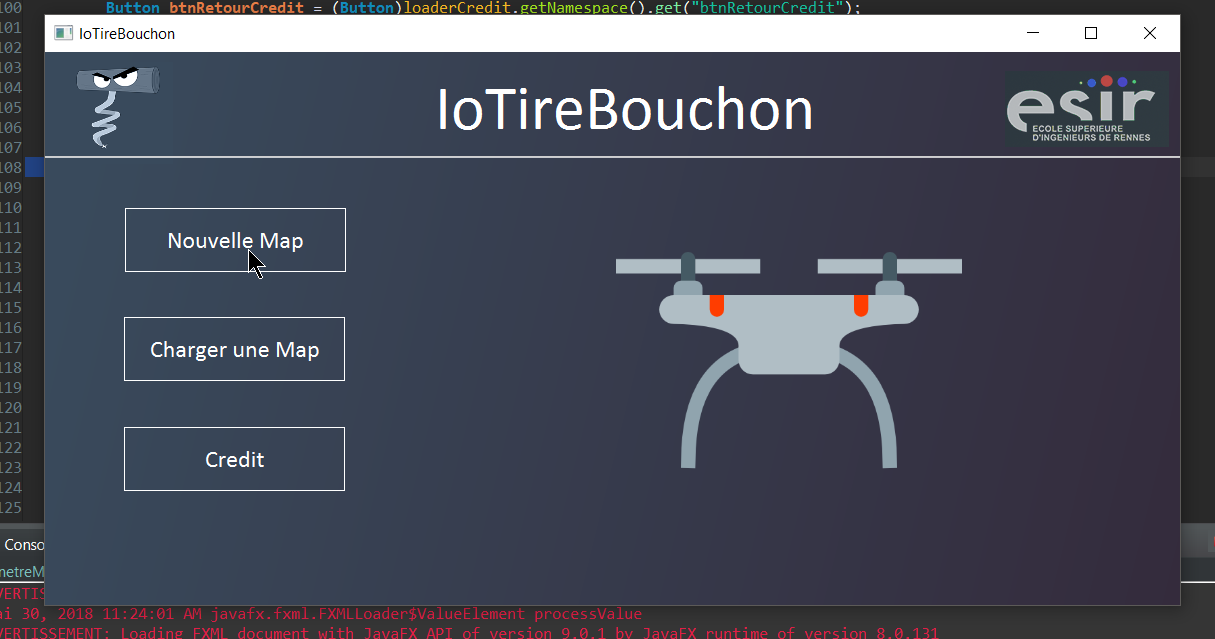 100 Button btnRetourCredit = (Button)loaderCredit.getNamespace().get("btnRetourCredit");
101
IoTireBouchon
102
103
104
105
106
107
108
109
110
111
112
113
114
115
116
117
118
119
120
121
122
123
124
125
IoTireBouchon
esir
ECOLE SUPERIEURE
D'INGENIEURS DE RENNES
Nouvelle Map
Charger une Map
Credit
Conso
metreM
VERTIS
ai 30, 2018 11:24:01 AM javafx.fxml.FXMLLoader$ValueElement processValue
VERTISSEMENT: Loading FXML document with JavaFX API of version 9.0.1 by JavaFX runtime of version 8.0.131